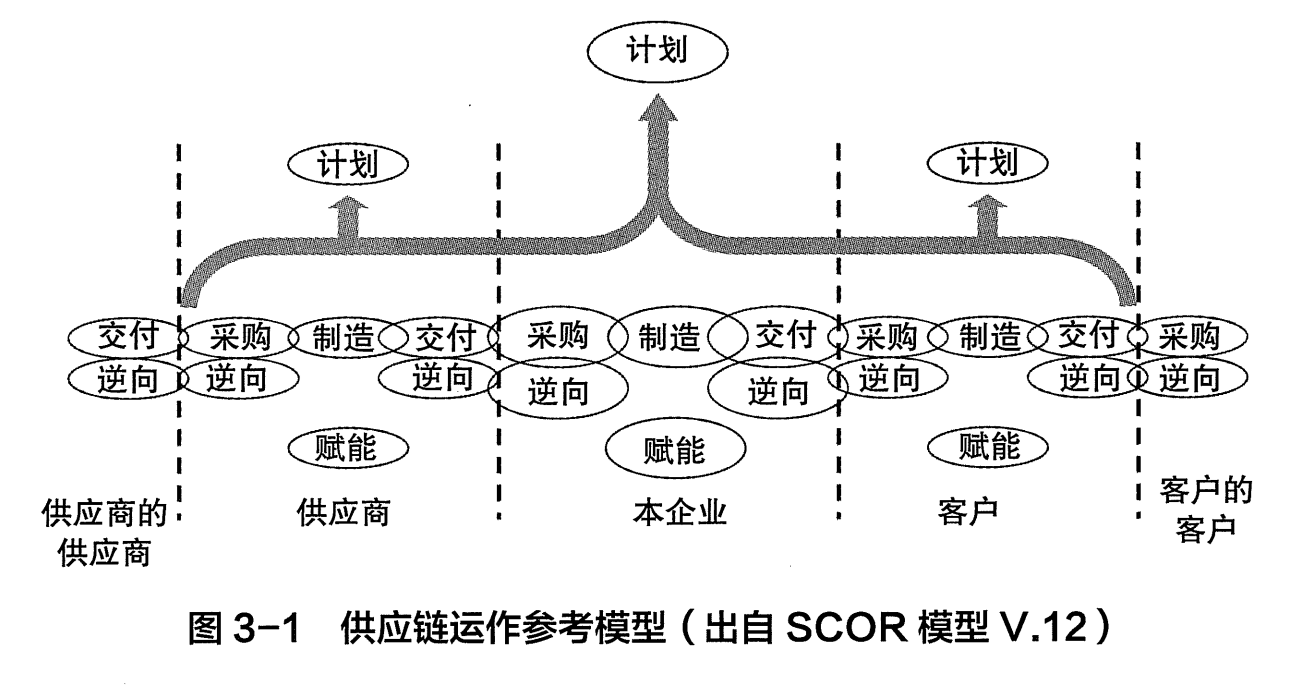 计划
计划 计划
交付 采购 制造 交付 采购 制造 交付 采购 制造 交付 采购
逆向 逆向 逆向 逆向 逆向 逆向 逆向 逆向
赋能 赋能 赋能
供应商的 供应商 本企业 客户 客户的
供应商 客户
图 3-1 供应链运作参考模型（出自 SCOR 模型 V.12）